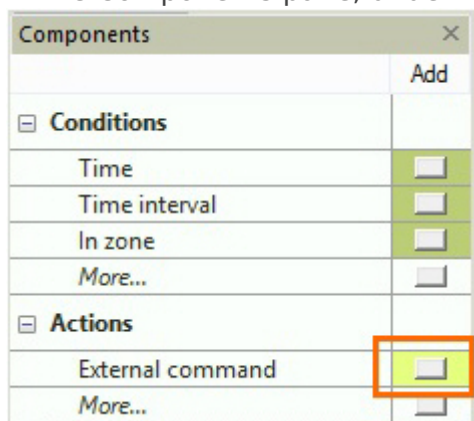 Components
Add
Conditions
Time
Time interval
In zone
More...
Actions
External command
More...